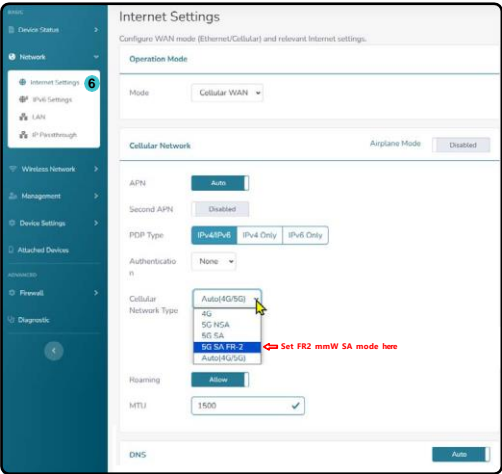 BASIC
Device Status
Network
Internet Settings
6
IPv6 Settings
LAN
IP Passthrough
Wireless Network
Management
Device Settings
Attached Devices
ADVANCED
Firewall
Diagnostic
Internet Settings
Configure WAN mode (Ethernet/Cellular) and relevant Internet settings.
Operation Mode
Mode
Cellular WAN
Cellular Network
Airplane Mode
Disabled
APN
Auto
Second APN
Disabled
PDP Type
IPv4/IPv6 IPv4 Only IPv6 Only
Authenticatio
n
None
Cellular
Network Type
Auto(4G/5G)
4G
5G NSA
5G SA
5G SA FR-2
Set FR2 mmW SA mode here
Auto(4G/5G)
Roaming
Allow
MTU
1500
DNS
Auto